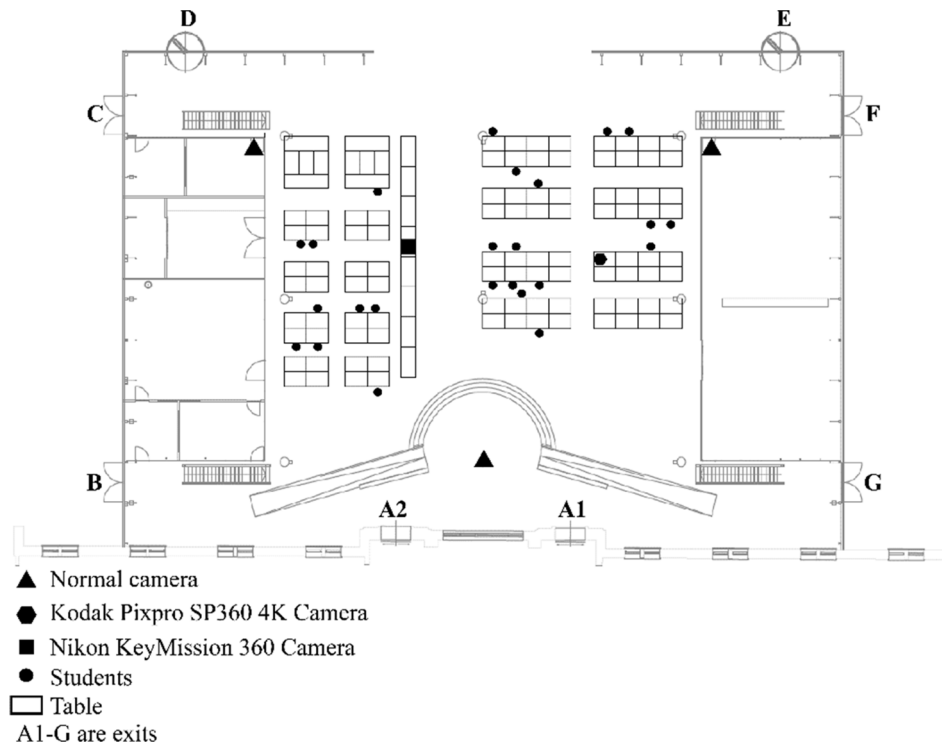 D
E
C
F
B
G
A2
A1
Normal camera
Kodak Pixpro SP360 4K Camera
Nikon KeyMission 360 Camera
Students
Table
A1-G are exits